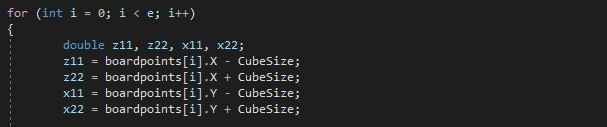 for (int i = 0; i < e; i++)
{
double z11, z22, x11, x22;
z11 = boardpoints[i].X - CubeSize;
z22 = boardpoints[i].X + CubeSize;
x11 = boardpoints[i].Y - CubeSize;
x22 = boardpoints[i].Y + CubeSize;